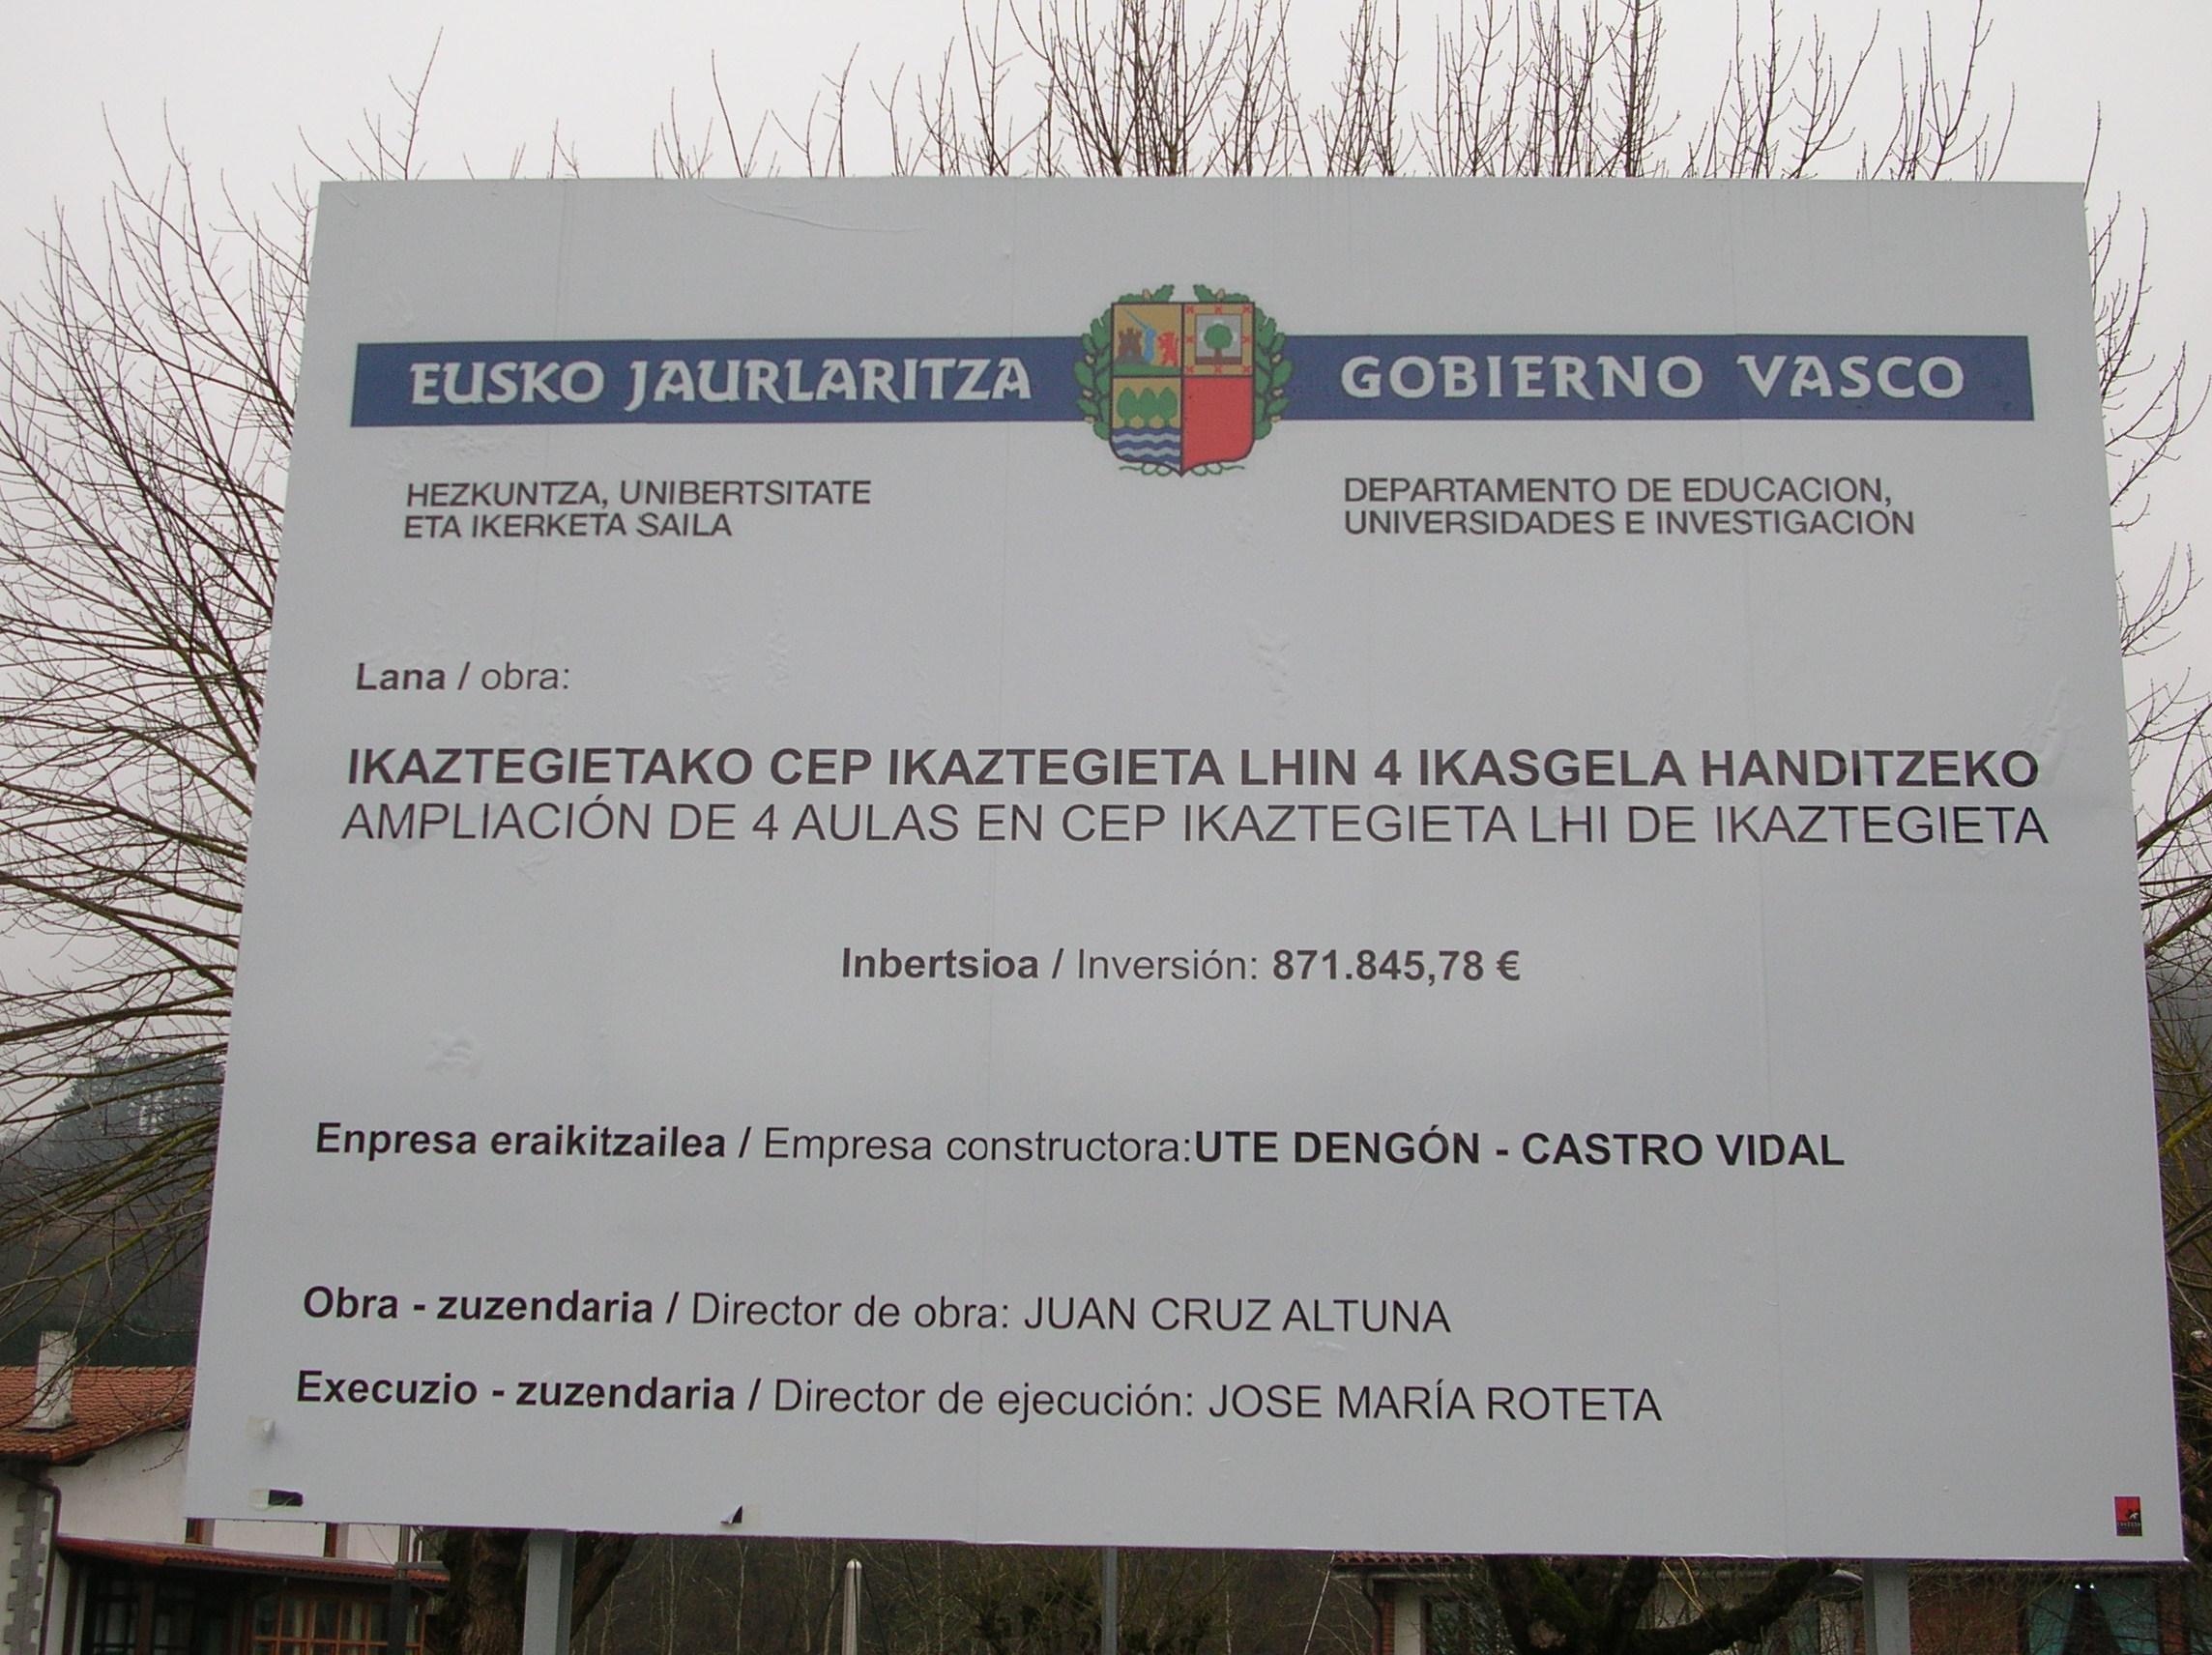 EUSKO JAURLARITZA GOBIERNO VASCO
HEZKUNTZA, UNIBERTSITATE
ETA IKERKETA SAILA
DEPARTAMENTO DE EDUCACION,
UNIVERSIDADES E INVESTIGACION
Lana / obra:
IKAZTEGIETAKO CEP IKAZTEGIETA LHIN 4 IKASGELA HANDITZEKO
AMPLIACIÓN DE 4 AULAS EN CEP IKAZTEGIETA LHI DE IKAZTEGIETA
Inbertsioa / Inversión: 871.845,78 €
Enpresa eraikitzailea / Empresa constructora:UTE DENGÓN - CASTRO VIDAL
Obra - zuzendaria / Director de obra: JUAN CRUZ ALTUNA
Execuzio - zuzendaria / Director de ejecución: JOSE MARÍA ROTETA